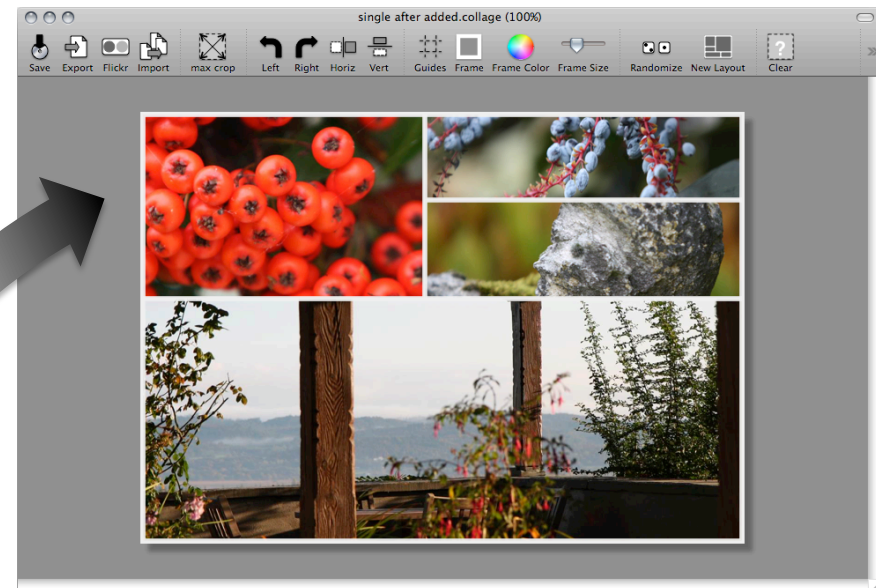 single after added.collage (100%)
Save Export Flickr Import max crop Left Right Horiz Vert Guides Frame Frame Color Frame Size Randomize New Layout Clear
?